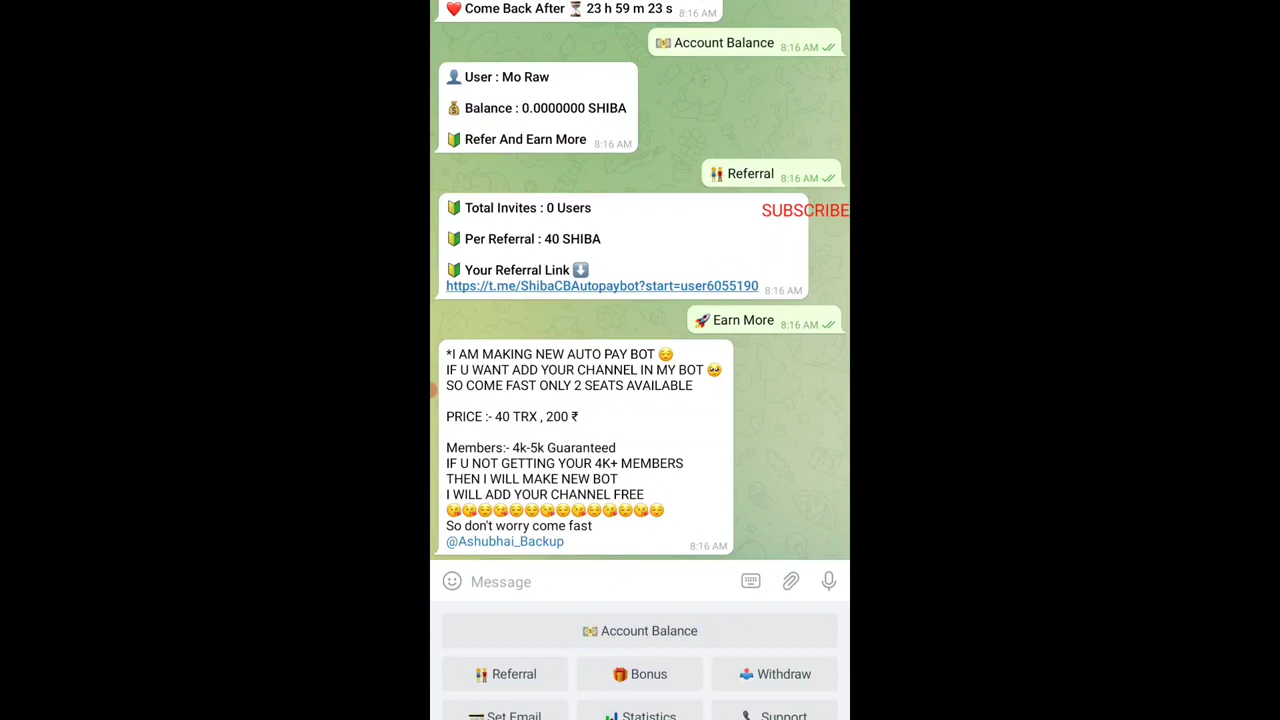 ❤️ Come Back After ⏳ 23 h 59 m 23 s 8:16 AM
💵 Account Balance 8:16 AM
👤 User : Mo Raw
💰 Balance : 0.0000000 SHIBA
🔰 Refer And Earn More 8:16 AM
👬 Referral 8:16 AM
🔰 Total Invites : 0 Users
SUBSCRIBE
🔰 Per Referral : 40 SHIBA
🔰 Your Referral Link ⬇️
https://t.me/ShibaCBAutopaybot?start=user6055190 8:16 AM
🚀 Earn More 8:16 AM
*I AM MAKING NEW AUTO PAY BOT 😌
IF U WANT ADD YOUR CHANNEL IN MY BOT 🥺
SO COME FAST ONLY 2 SEATS AVAILABLE
PRICE :- 40 TRX , 200 ₹
Members:- 4k-5k Guaranteed
IF U NOT GETTING YOUR 4K+ MEMBERS
THEN I WILL MAKE NEW BOT
I WILL ADD YOUR CHANNEL FREE
😘😘😌😘😌😌😘😌😘😌😘😌😘😌
So don't worry come fast
@Ashubhai_Backup 8:16 AM
Message
💵 Account Balance
👬 Referral 🎁 Bonus 📤 Withdraw
💳 Set Email 📊 Statistics 📞 Support